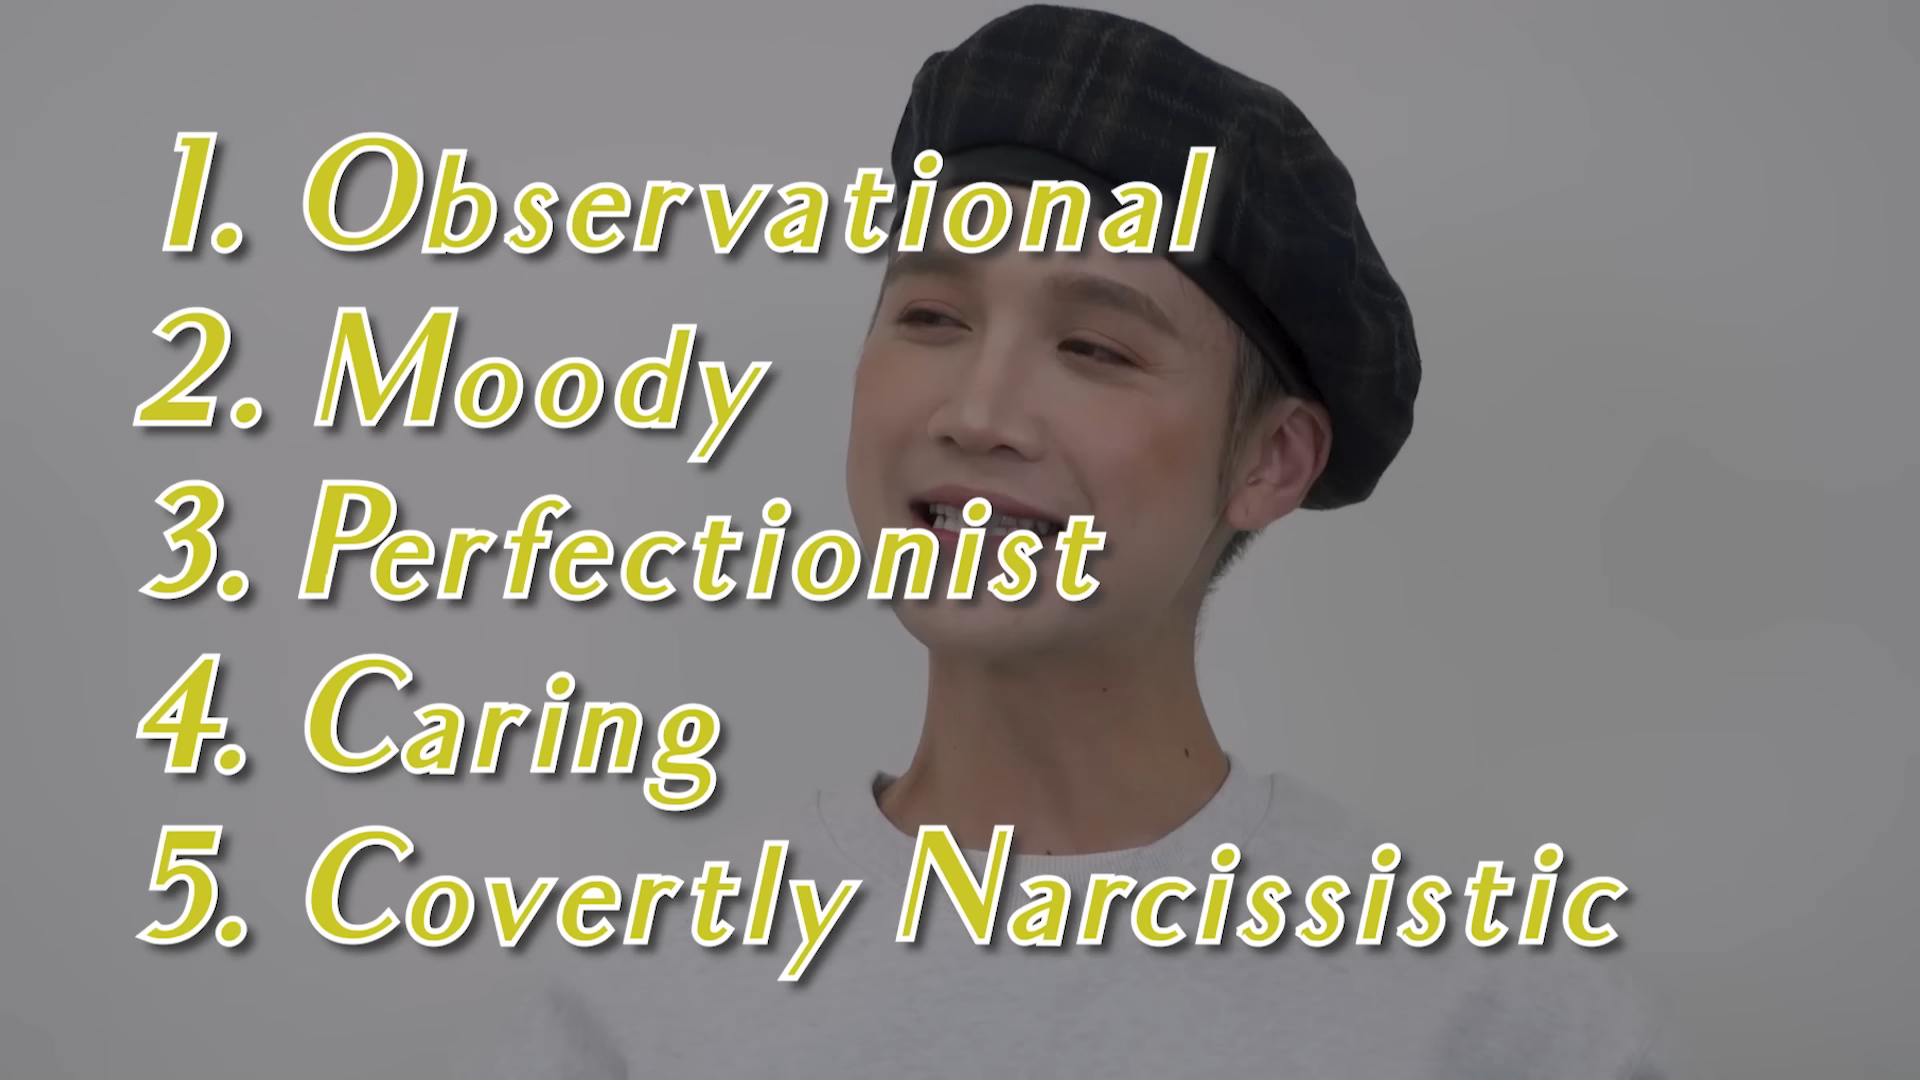 1. Observational
2. Moody
3. Perfectionist
4. Caring
5. Covertly Narcissistic